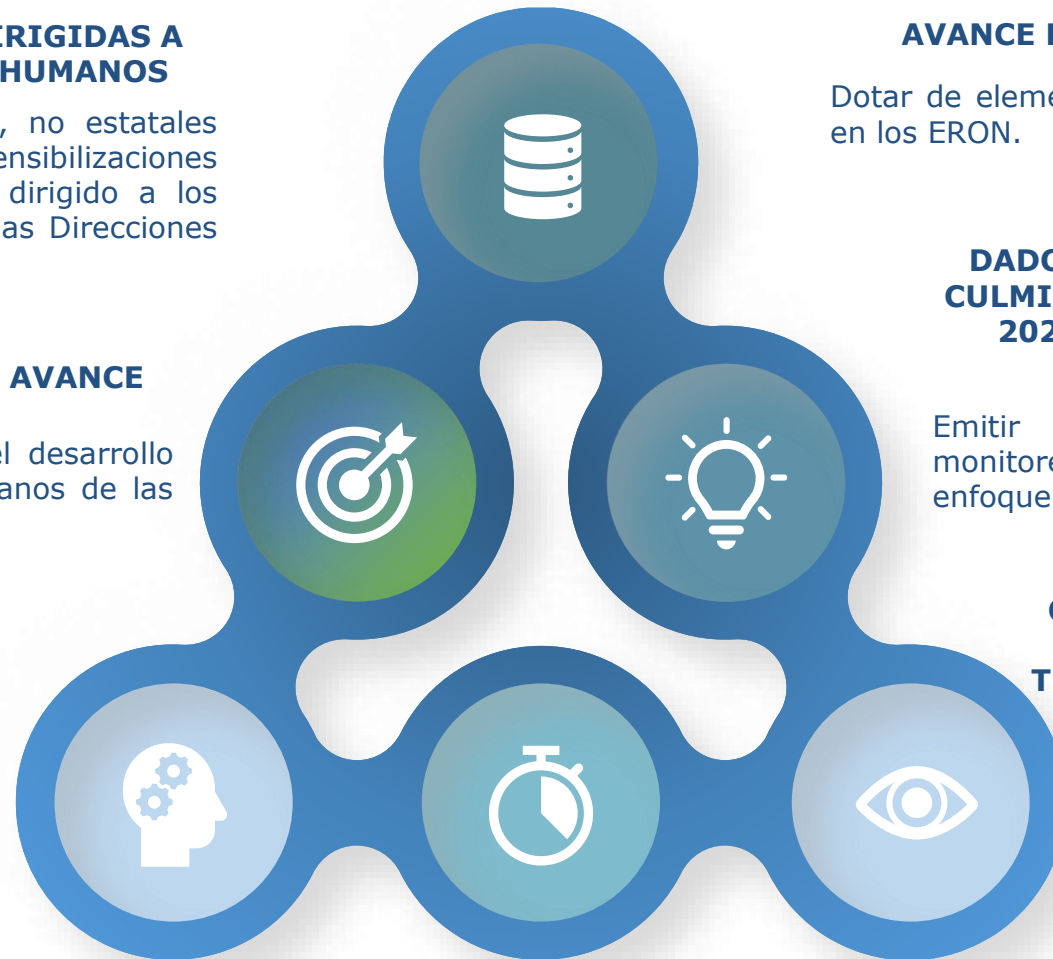 IRIGIDAS A
HUMANOS
, no estatales
ensibilizaciones
dirigido a los
as Direcciones
AVANCE
el desarrollo
anos de las
AVANCE
Dotar de eleme
en los ERON.
DADO
CULMI
202
Emitir
monitore
enfoque
T